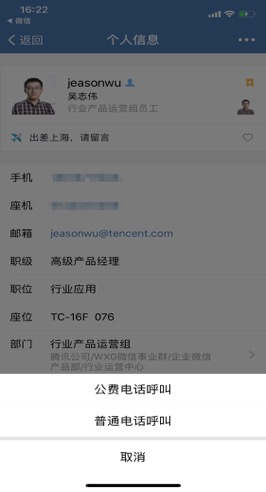 16:22
微信
返回
个人信息
jeasonwu
吴志伟
行业产品运营组员工
出差上海，请留言
手机
座机
邮箱 jeasonwu@tencent.com
职级 高级产品经理
职位 行业应用
座位 TC-16F 076
部门 行业产品运营组
腾讯公司/WXG微信事业群/企业微信
产品部/行业运营中心
公费电话呼叫
普通电话呼叫
取消